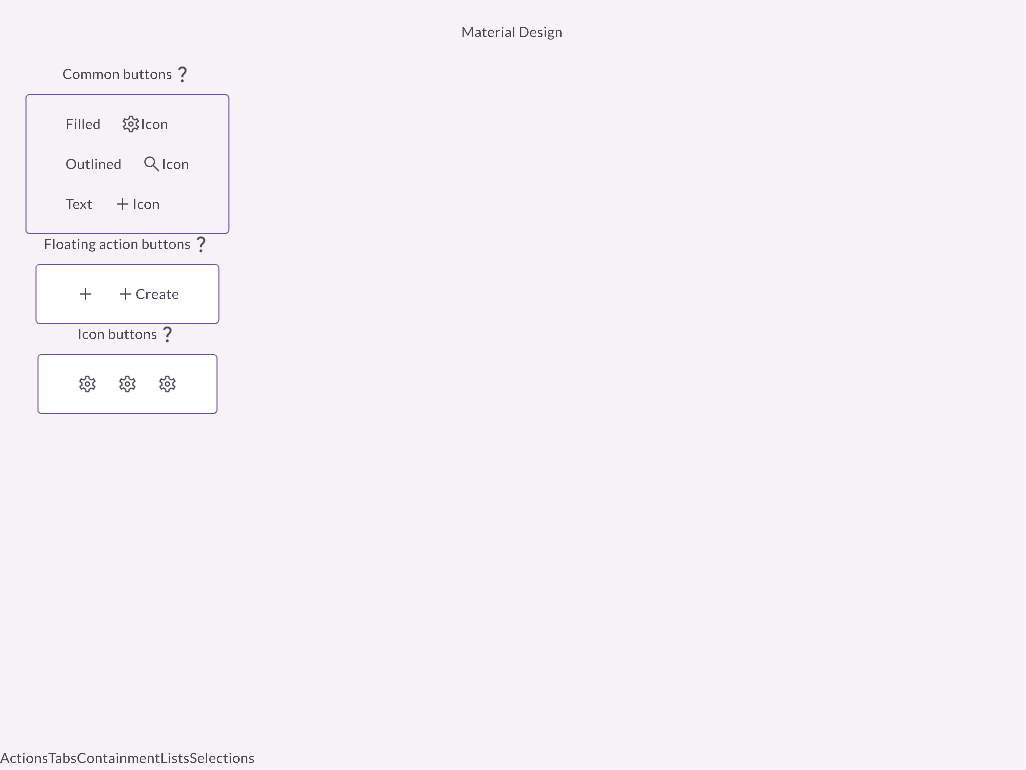 Material Design
Common buttons ❓
Filled Icon
Outlined Icon
Text + Icon
Floating action buttons ❓
+ + Create
Icon buttons ❓
ActionsTabsContainmentListsSelections